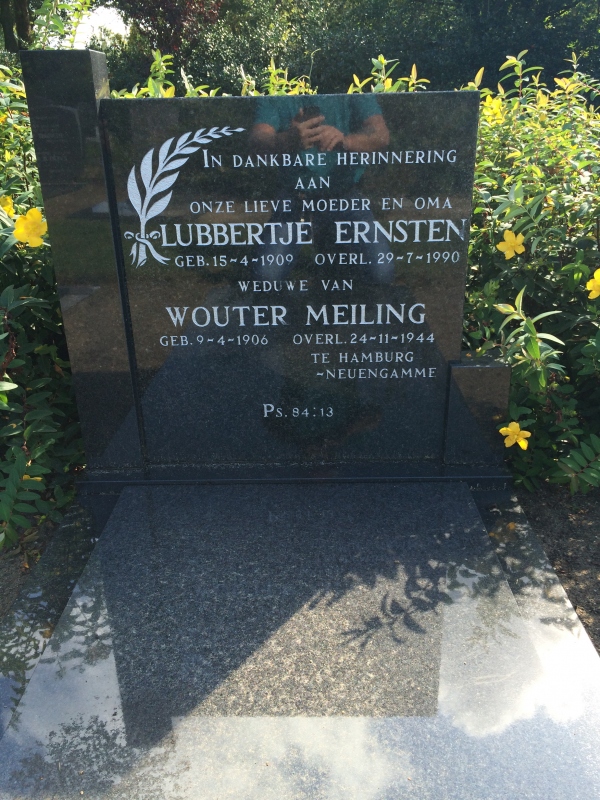 IN DANKBARE HERINNERING
AAN
ONZE LIEVE MOEDER EN OMA
LUBBERTJE ERNSTEN
GEB. 15~4~1909 OVERL. 29~7~1990
WEDUWE VAN
WOUTER MEILING
GEB. 9~4~1906 OVERL. 24~11~1944
TE HAMBURG
~NEUENGAMME
PS. 84:13